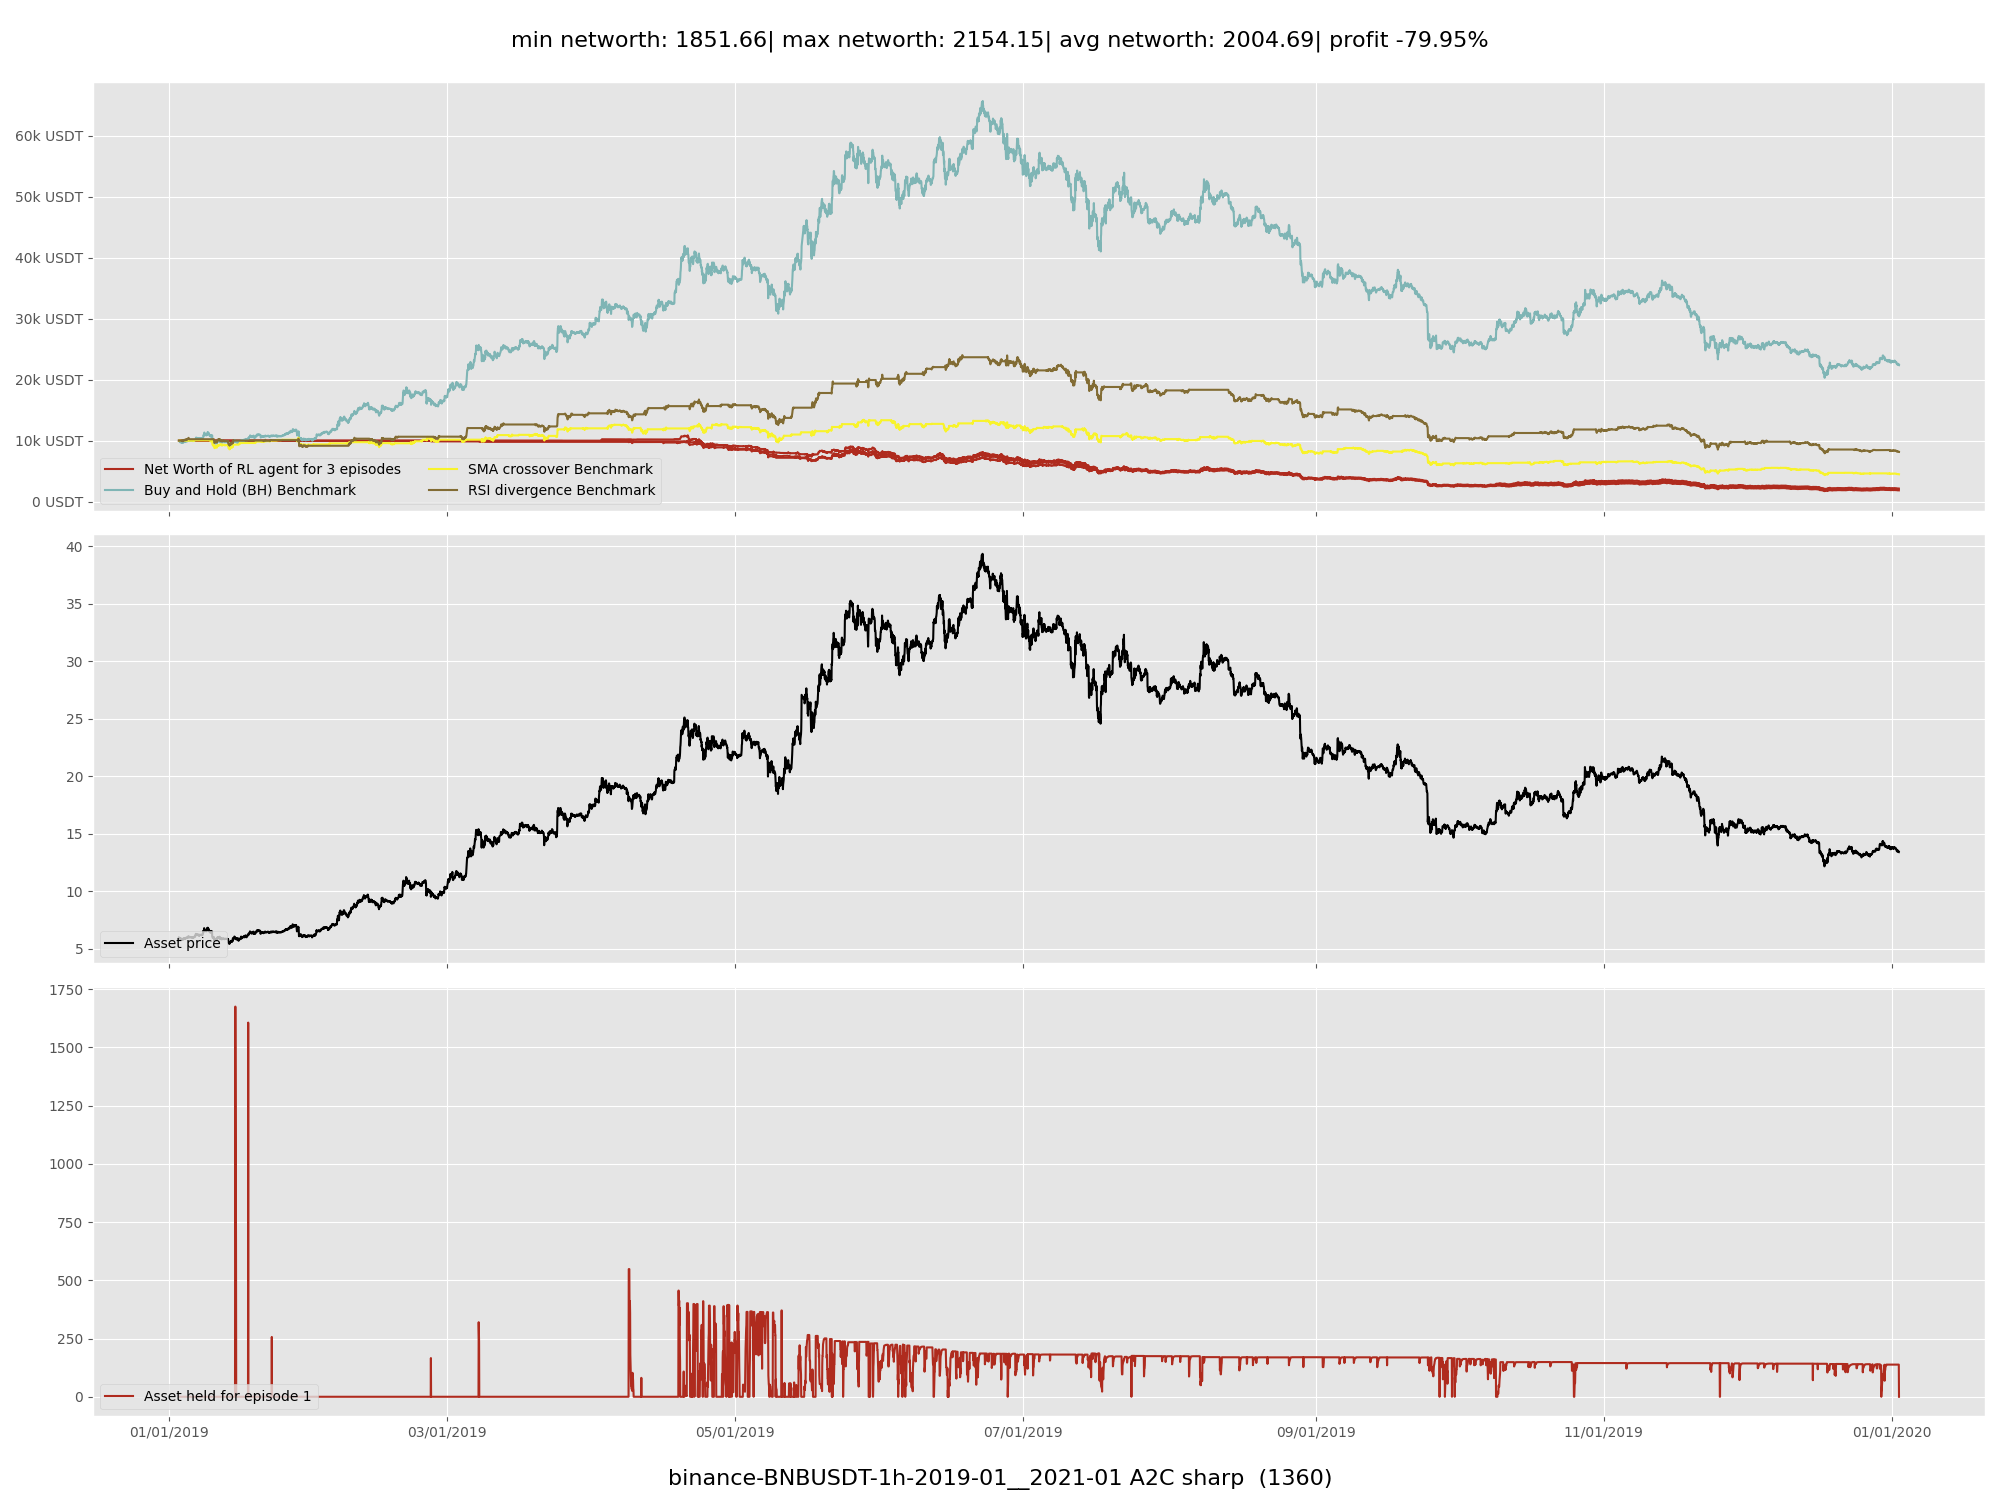 min networth: 1851.66| max networth: 2154.15| avg networth: 2004.69| profit -79.95%
60k USDT
50k USDT
40k USDT
30k USDT
20k USDT
10k USDT
0 USDT
Net Worth of RL agent for 3 episodes
Buy and Hold (BH) Benchmark
SMA crossover Benchmark
RSI divergence Benchmark
40
35
30
25
20
15
10
5
Asset price
1750
1500
1250
1000
750
500
250
0
Asset held for episode 1
01/01/2019 03/01/2019 05/01/2019 07/01/2019 09/01/2019 11/01/2019 01/01/2020
binance-BNBUSDT-1h-2019-01__2021-01 A2C sharp (1360)